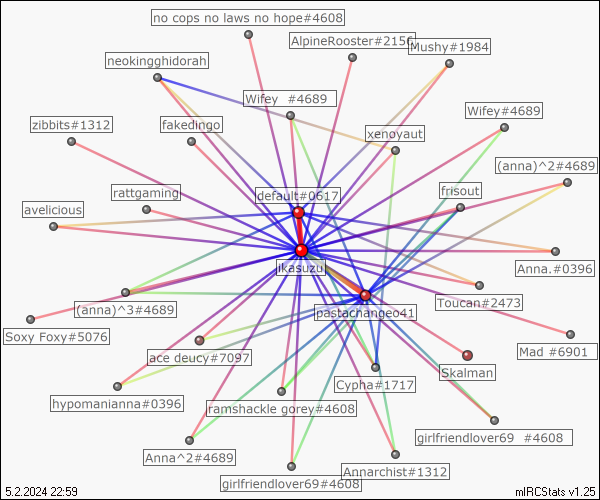 no cops no laws no hope#4608
AlpineRooster#2156
Mushy#1984
neokingghidorah
Wifey #4689
Wifey#4689
zibbits#1312
fakedingo
xenoyaut
(anna)^2#4689
default#0617
frisout
rattgaming
avelicious
Anna.#0396
ikasuzu
Toucan#2473
(anna)^3#4689
pastachangeo41
Soxy Foxy#5076
Mad #6901
ace deucy#7097
Skalman
Cypha#1717
hypomanianna#0396
ramshackle gorey#4608
girlfriendlover69 #4608
Anna^2#4689
Annarchist#1312
girlfriendlover69#4608
5.2.2024 22:59
mIRCStats v1.25